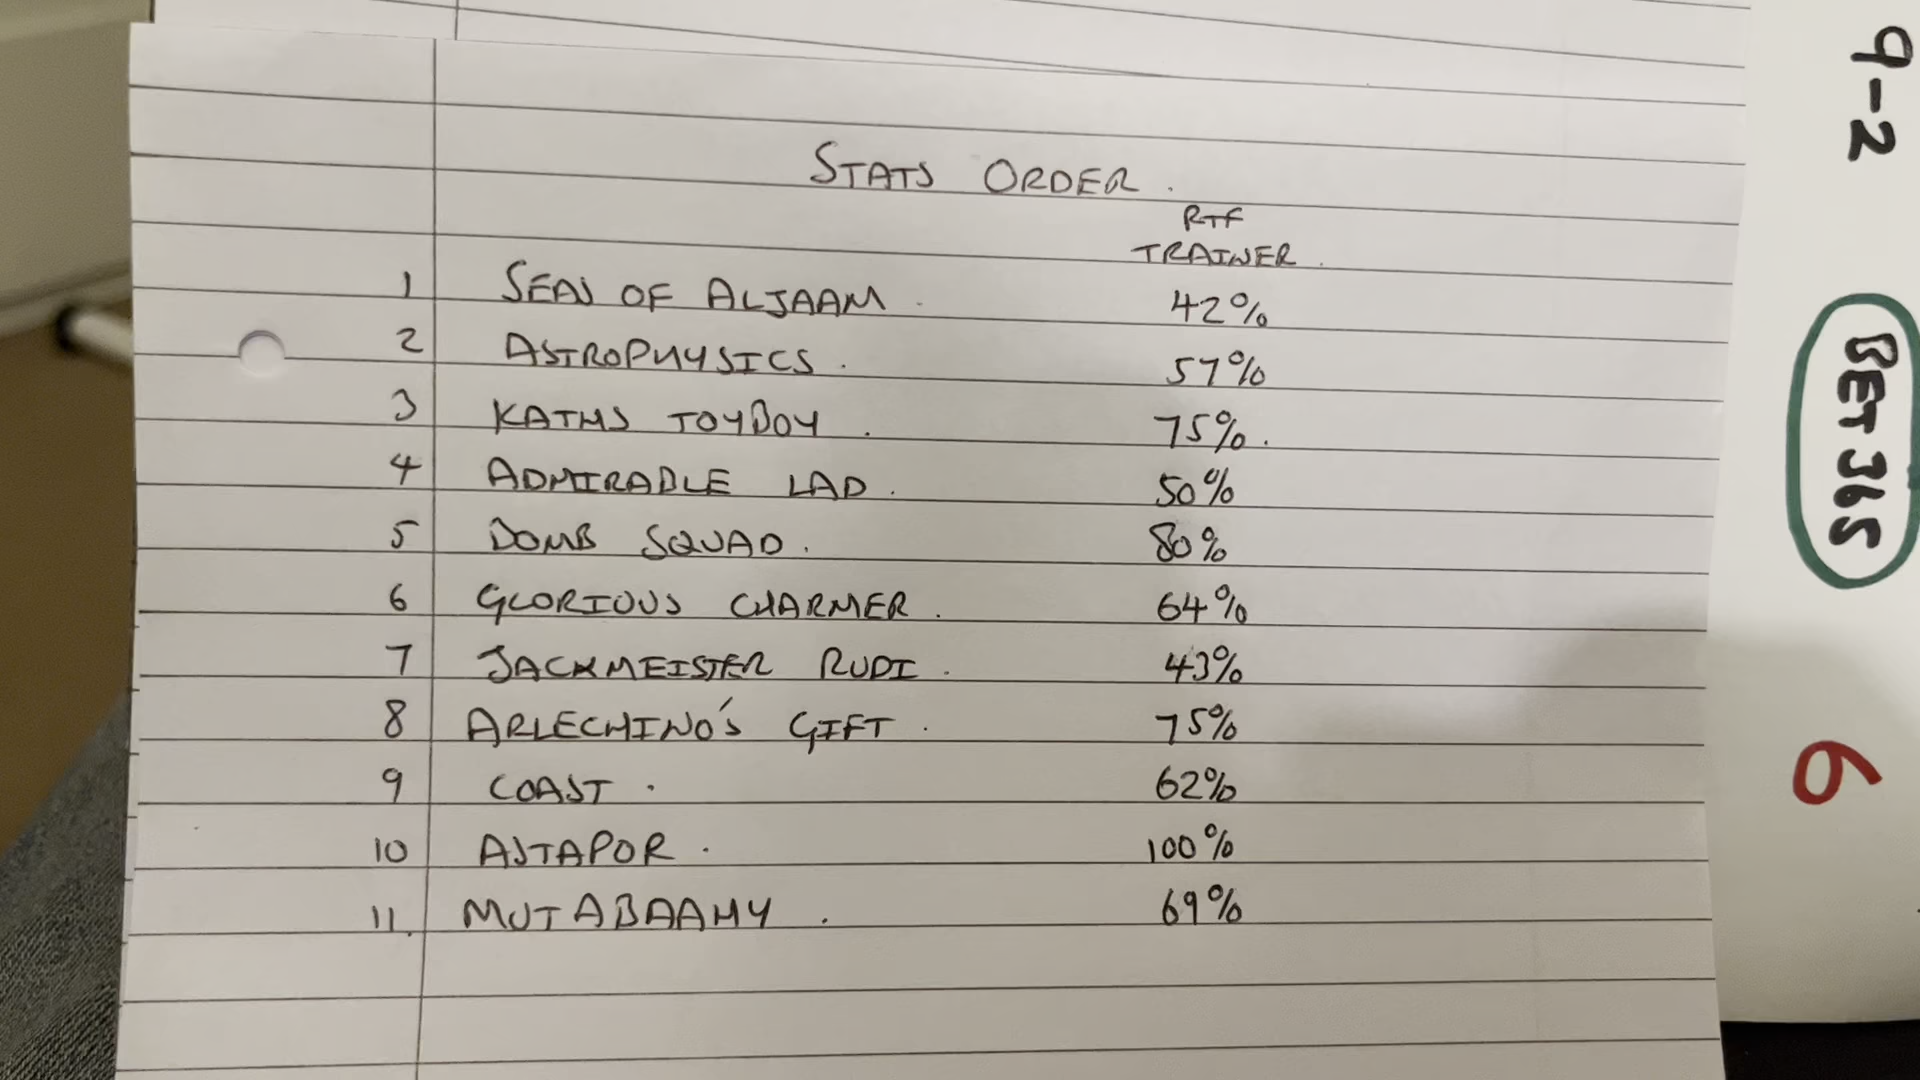 STATS ORDER.
RTF
TRAINER.
1 SEAS OF ALJAAM. 42%
2 ASTROPHYSICS. 57%
3 KATHS TOYBOY. 75%.
4 ADMIRABLE LAD. 50%
5 BOMB SQUAD. 80%
6 GLORIOUS CHARMER. 64%
7 JACKMEISTER RUDI. 43%
8 ARLECHINO'S GIFT. 75%
9 COAST. 62%
10 ASTAPOR. 100%
11. MUTABAAHY. 69%
9-2
BET 365
6